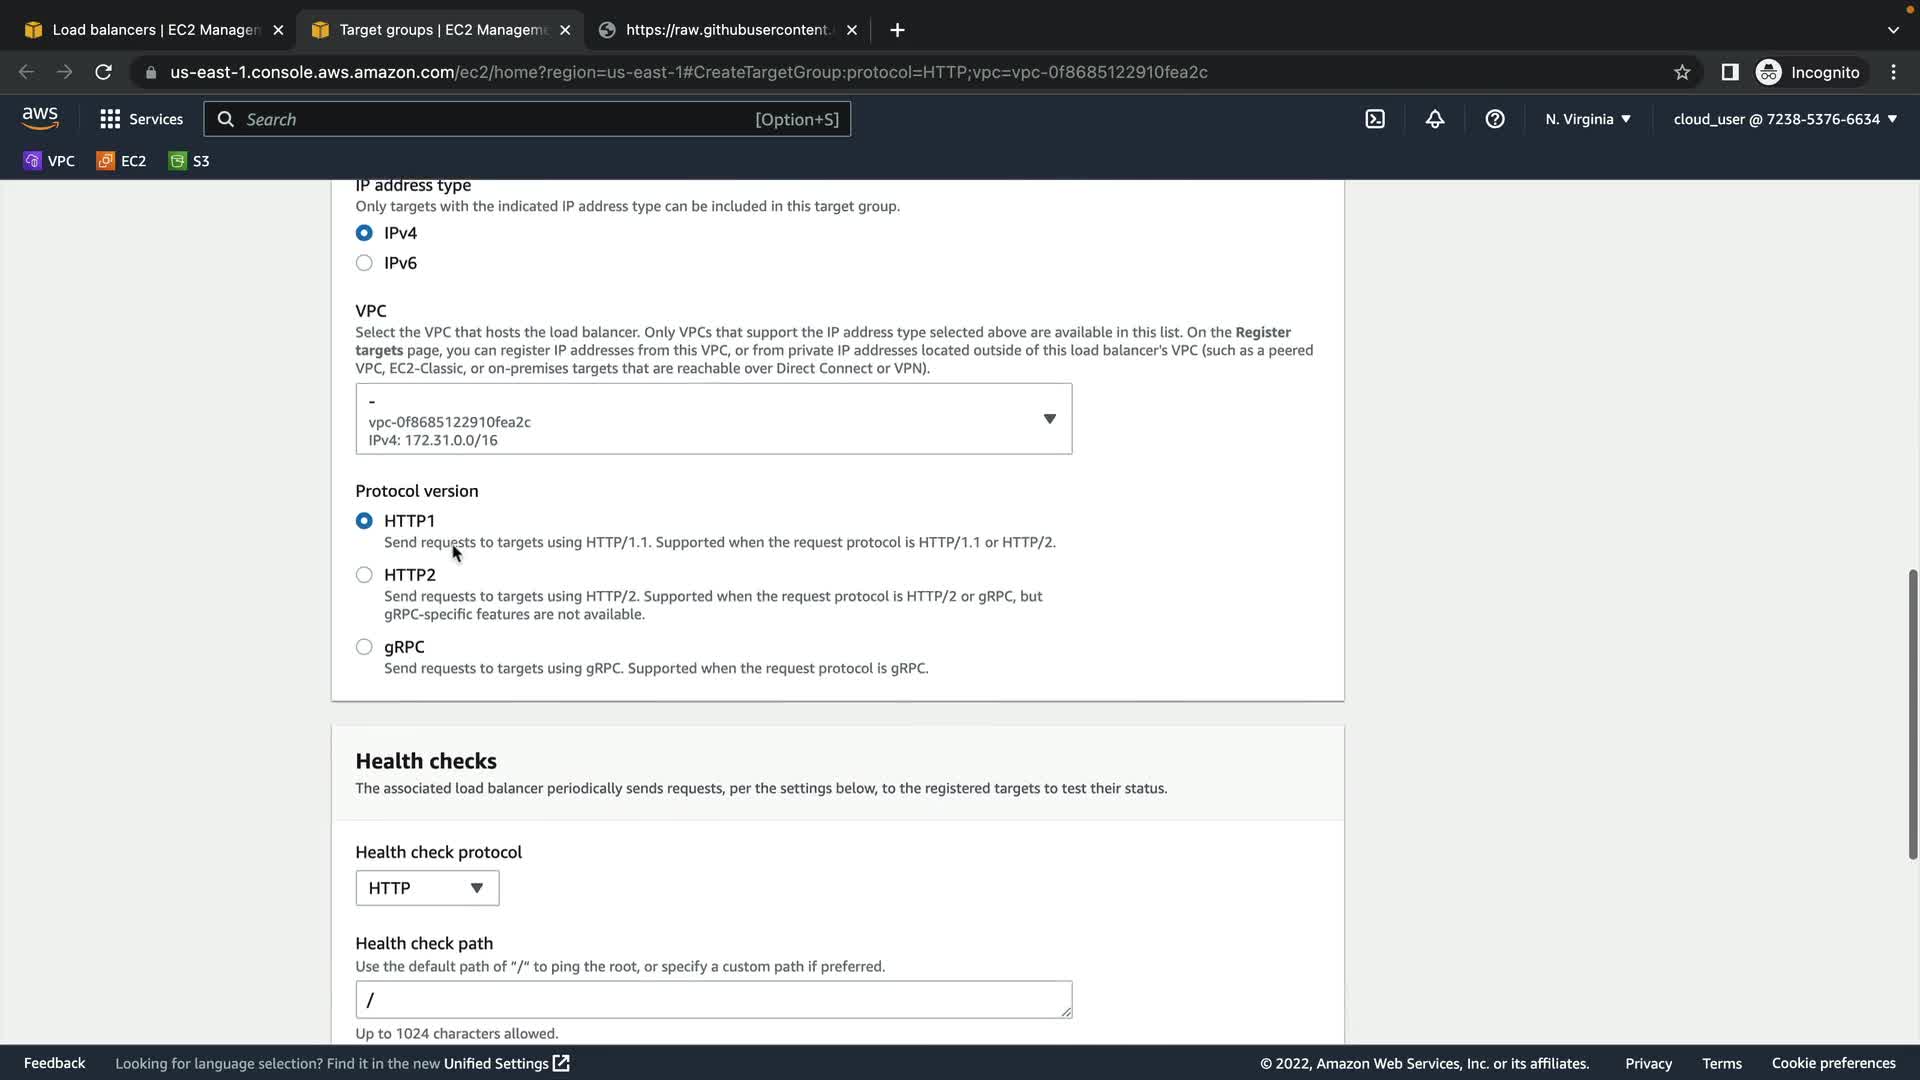 Load balancers | EC2 Managen
Target groups | EC2 Manageme
https://raw.githubusercontent.
us-east-1.console.aws.amazon.com/ec2/home?region=us-east-1#CreateTargetGroup:protocol=HTTP;vpc=vpc-0f8685122910fea2c
Incognito
aws
Services
Search
[Option+S]
N. Virginia
cloud_user @ 7238-5376-6634
VPC
EC2
S3
IP address type
Only targets with the indicated IP address type can be included in this target group.
IPv4
IPv6
VPC
Select the VPC that hosts the load balancer. Only VPCs that support the IP address type selected above are available in this list. On the Register
targets page, you can register IP addresses from this VPC, or from private IP addresses located outside of this load balancer's VPC (such as a peered
VPC, EC2-Classic, or on-premises targets that are reachable over Direct Connect or VPN).
-
vpc-0f8685122910fea2c
IPv4: 172.31.0.0/16
Protocol version
HTTP1
Send requests to targets using HTTP/1.1. Supported when the request protocol is HTTP/1.1 or HTTP/2.
HTTP2
Send requests to targets using HTTP/2. Supported when the request protocol is HTTP/2 or gRPC, but
gRPC-specific features are not available.
gRPC
Send requests to targets using gRPC. Supported when the request protocol is gRPC.
Health checks
The associated load balancer periodically sends requests, per the settings below, to the registered targets to test their status.
Health check protocol
HTTP
Health check path
Use the default path of "/" to ping the root, or specify a custom path if preferred.
/
Up to 1024 characters allowed.
Feedback
Looking for language selection? Find it in the new Unified Settings
© 2022, Amazon Web Services, Inc. or its affiliates.
Privacy
Terms
Cookie preferences